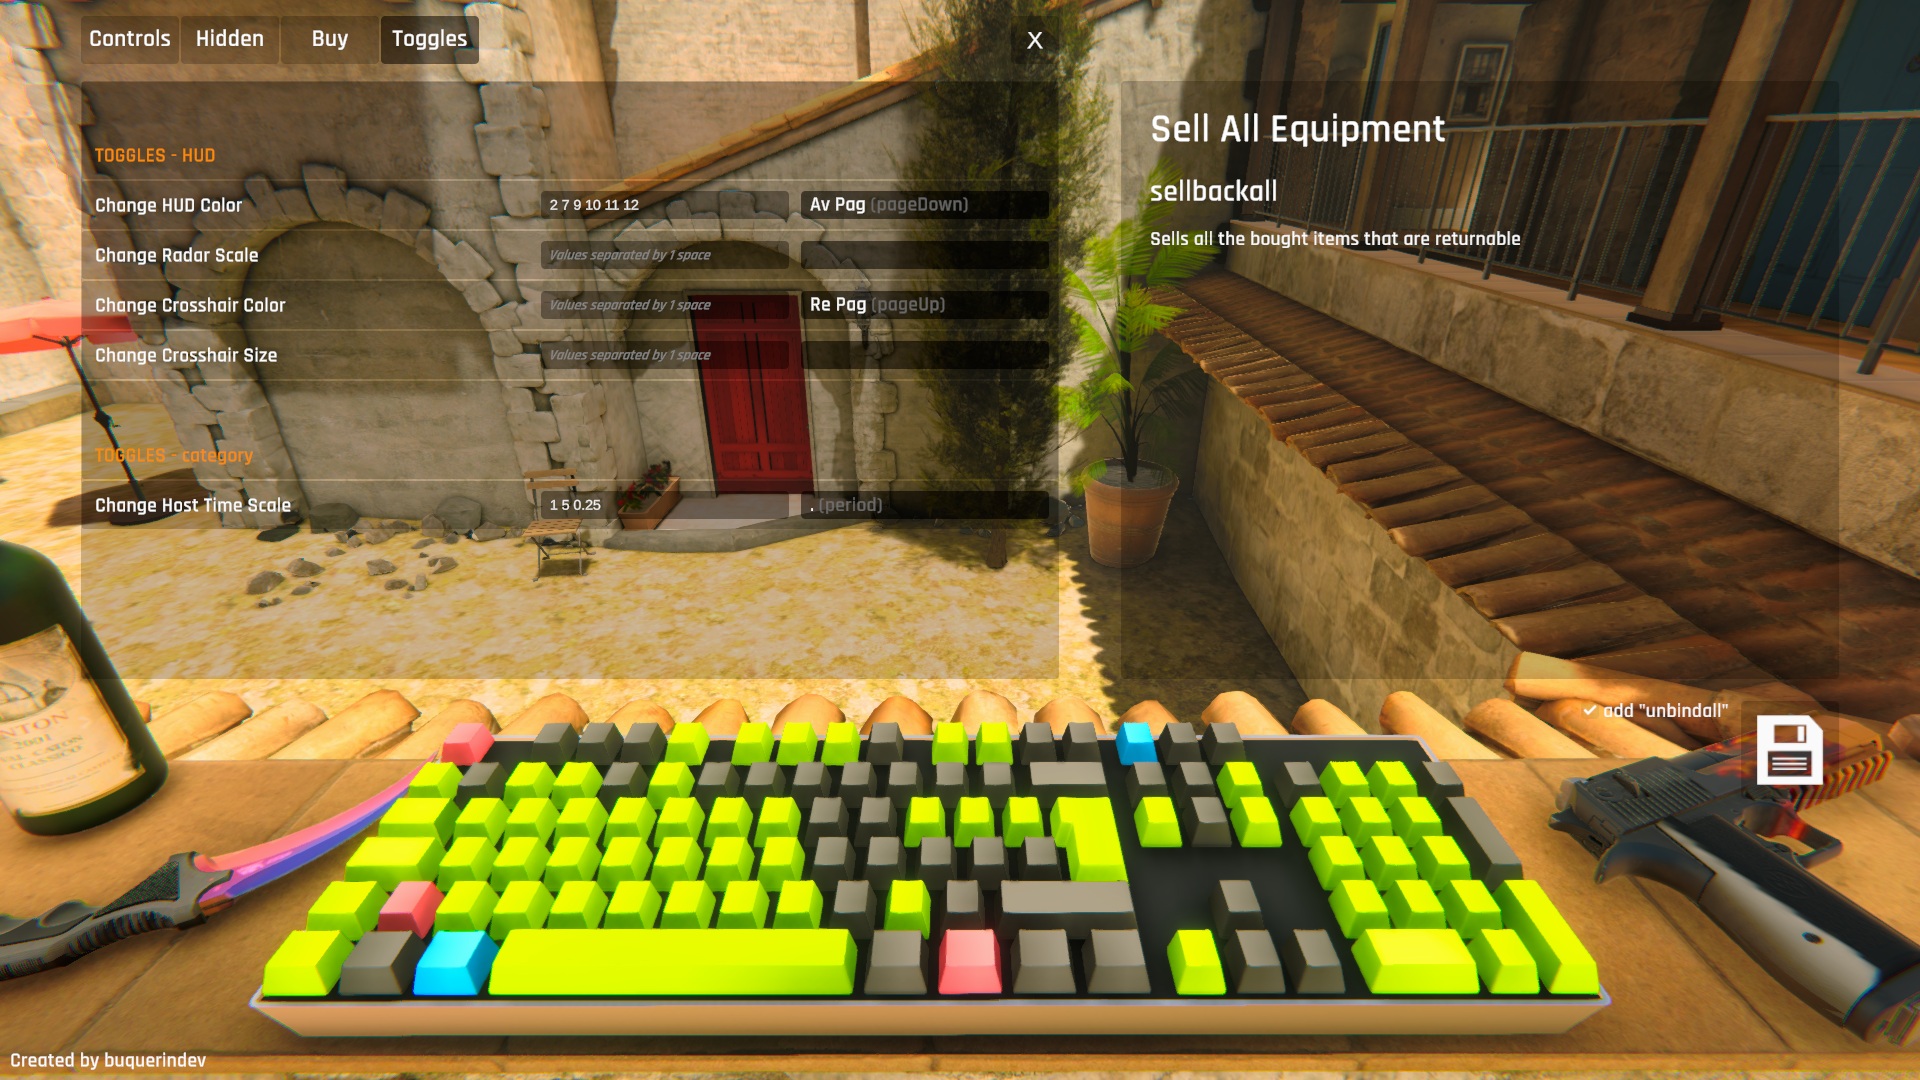 Controls
Hidden
Buy
Toggles
X
TOGGLES - HUD
Change HUD Color
2 7 9 10 11 12
Av Pag (pageDown)
Change Radar Scale
Values separated by 1 space
Change Crosshair Color
Values separated by 1 space
Re Pag (pageUp)
Change Crosshair Size
Values separated by 1 space
TOGGLES - category
Change Host Time Scale
1 5 0.25
. (period)
Sell All Equipment
sellbackall
Sells all the bought items that are returnable
add "unbindall"
2001
Created by buquerindev